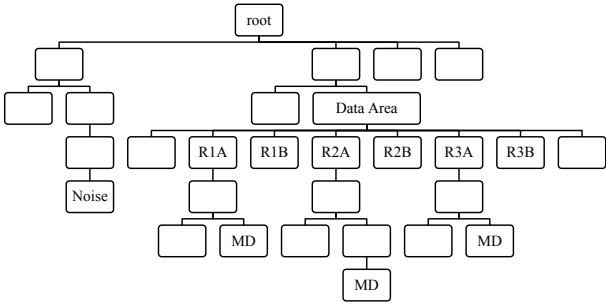 root
Data Area
R1A
R1B
R2A
R2B
R3A
R3B
Noise
MD
MD
MD